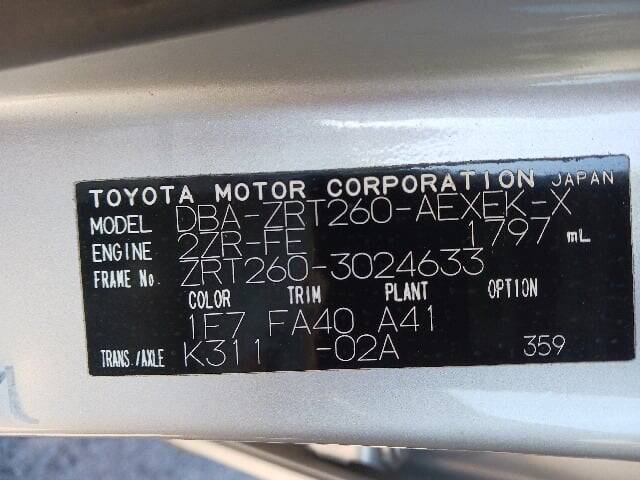 TOYOTA MOTOR CORPORATION JAPAN
MODEL DBA-ZRT260-AEXEK-X
ENGINE 2ZR-FE 1797 mL
FRAME No. ZRT260-3024633
COLOR TRIM PLANT OPTION
1E7 FA40 A41
TRANS./AXLE K311 -02A 359